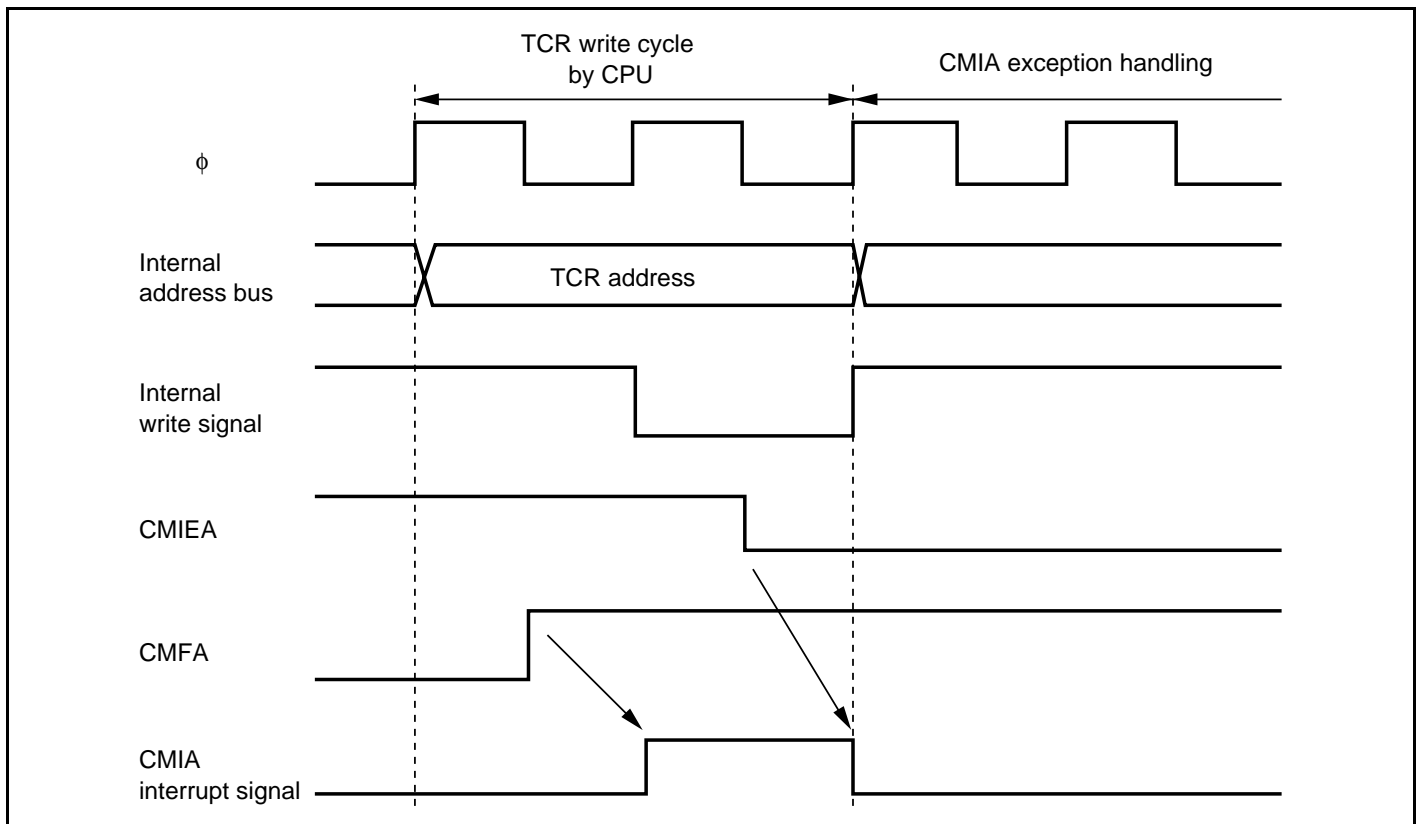 TCR write cycle
by CPU
CMIA exception handling
ϕ
Internal
address bus
TCR address
Internal
write signal
CMIEA
CMFA
CMIA
interrupt signal